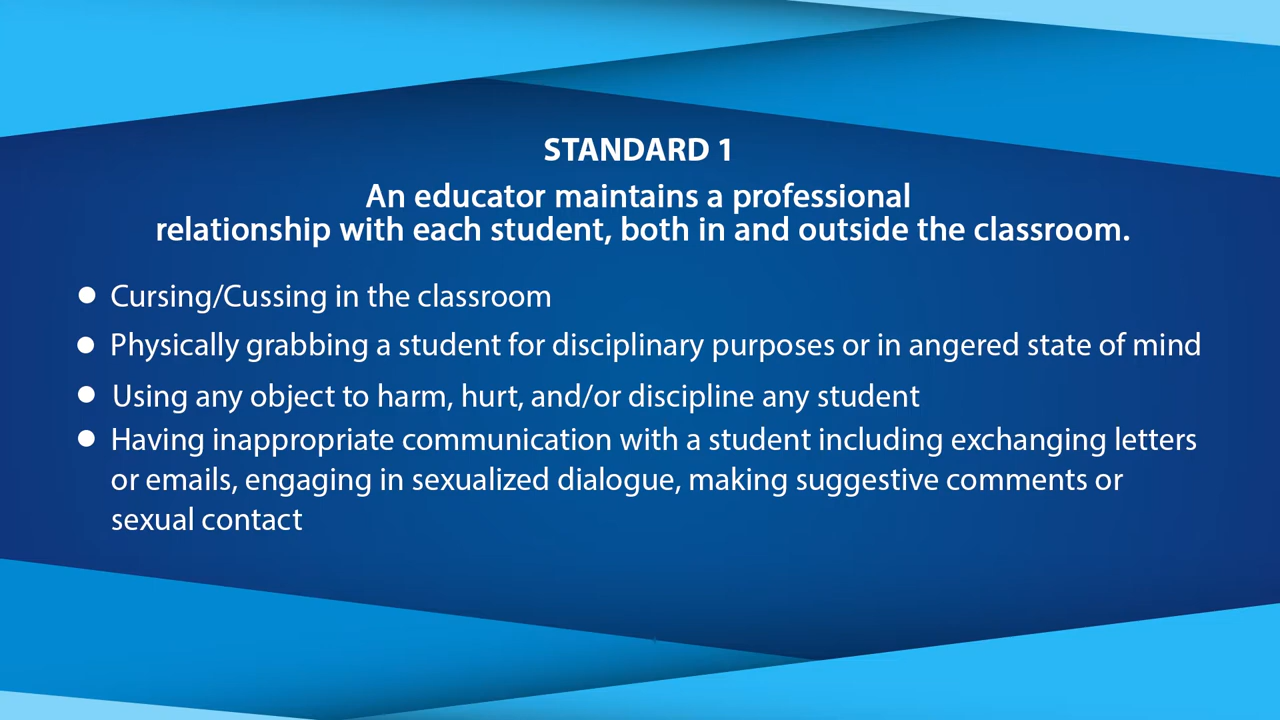 STANDARD 1
An educator maintains a professional
relationship with each student, both in and outside the classroom.
● Cursing/Cussing in the classroom
● Physically grabbing a student for disciplinary purposes or in angered state of mind
● Using any object to harm, hurt, and/or discipline any student
● Having inappropriate communication with a student including exchanging letters
or emails, engaging in sexualized dialogue, making suggestive comments or
sexual contact